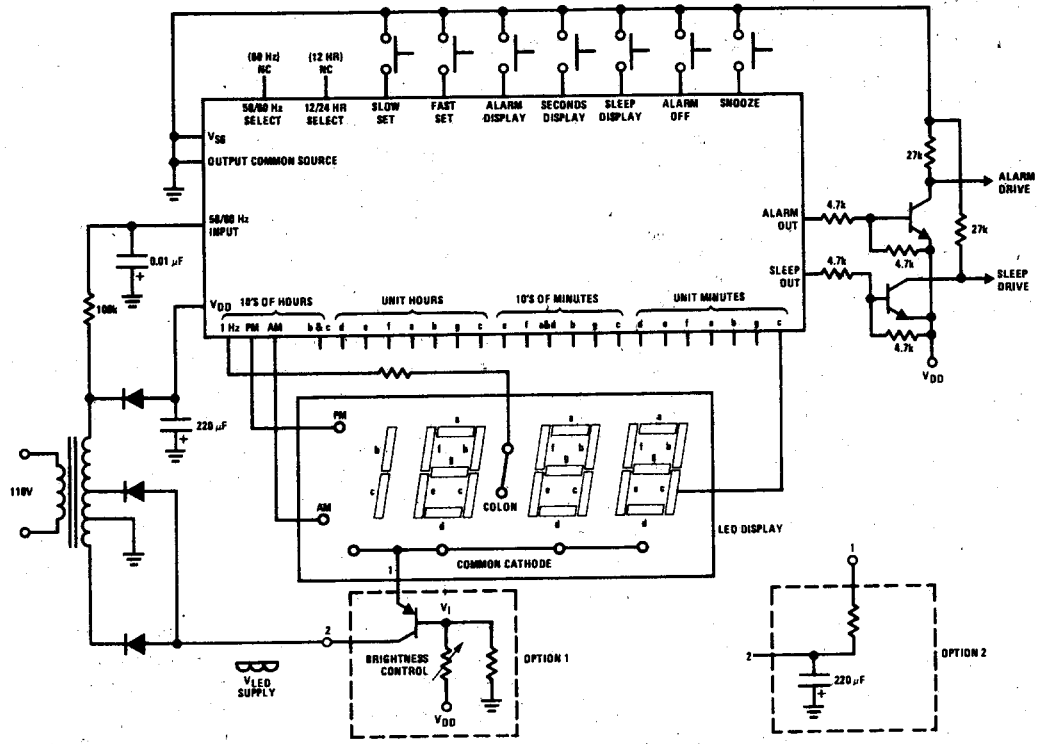 (60 Hz)
NC
(12 HR)
NC
50/60 Hz
SELECT
12/24 HR
SELECT
SLOW
SET
FAST
SET
ALARM
DISPLAY
SECONDS
DISPLAY
SLEEP
DISPLAY
ALARM
OFF
SNOOZE
VSS
OUTPUT COMMON SOURCE
50/60 Hz
INPUT
0.01 µF
+
100k
VDD
10'S OF HOURS
UNIT HOURS
10'S OF MINUTES
UNIT MINUTES
1 Hz PM AM b & c d e f a b g c e f a&d b g c d e f a b g c
ALARM
OUT
SLEEP
OUT
4.7k
4.7k
4.7k
4.7k
27k
27k
ALARM
DRIVE
SLEEP
DRIVE
VDD
220 µF
+
110V
PM
AM
b
c
a
f b
g
e c
d
COLON
a
f b
g
e c
d
a
f b
g
e c
d
LED DISPLAY
COMMON CATHODE
1
2
VI
BRIGHTNESS
CONTROL
VDD
OPTION 1
VLED
SUPPLY
1
2
220 µF
+
OPTION 2